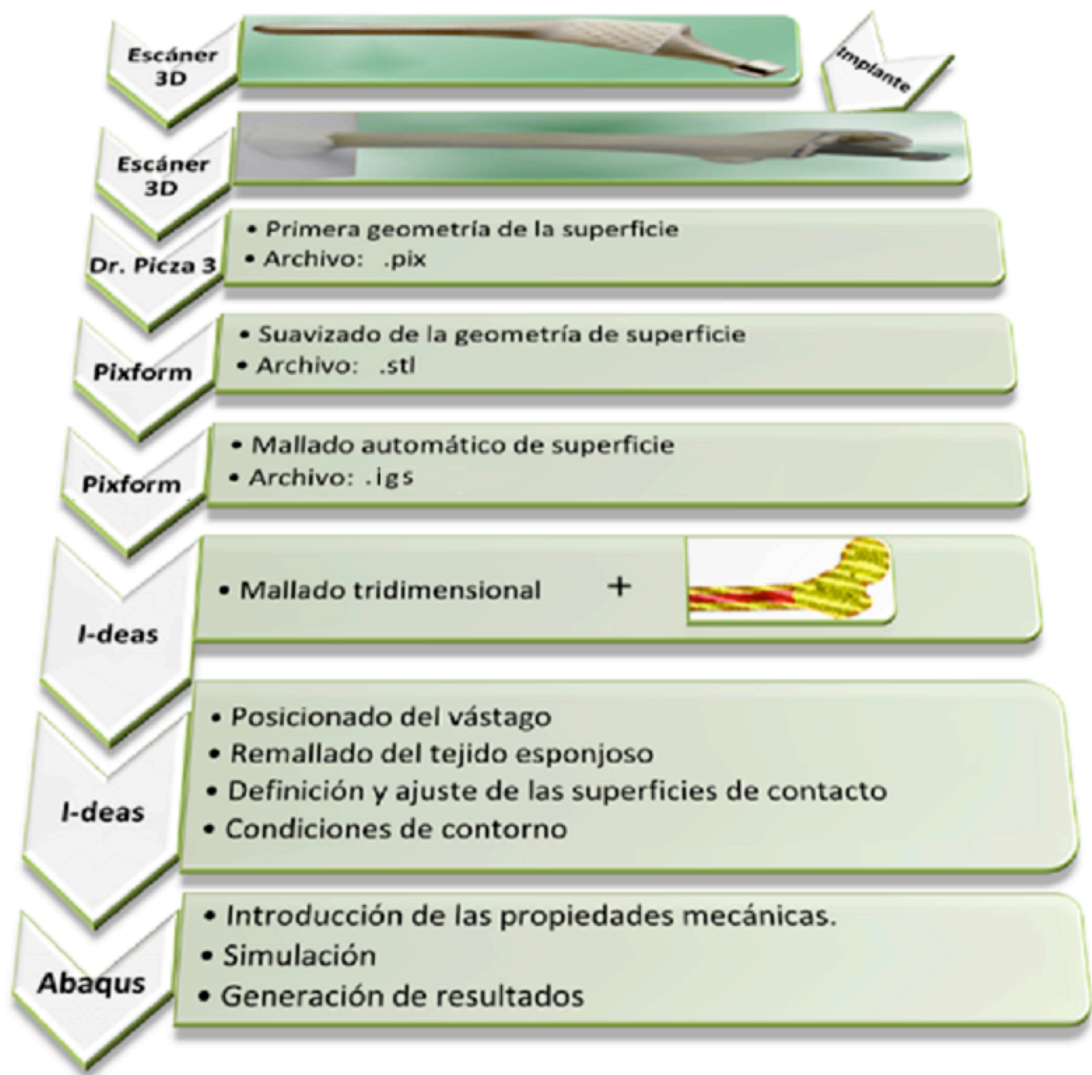 Escáner
3D
Implante
Escáner
3D
Dr. Picza 3
• Primera geometría de la superficie
• Archivo: .pix
Pixform
• Suavizado de la geometría de superficie
• Archivo: .stl
Pixform
• Mallado automático de superficie
• Archivo: .igs
I-deas
• Mallado tridimensional +
I-deas
• Posicionado del vástago
• Remallado del tejido esponjoso
• Definición y ajuste de las superficies de contacto
• Condiciones de contorno
Abaqus
• Introducción de las propiedades mecánicas.
• Simulación
• Generación de resultados